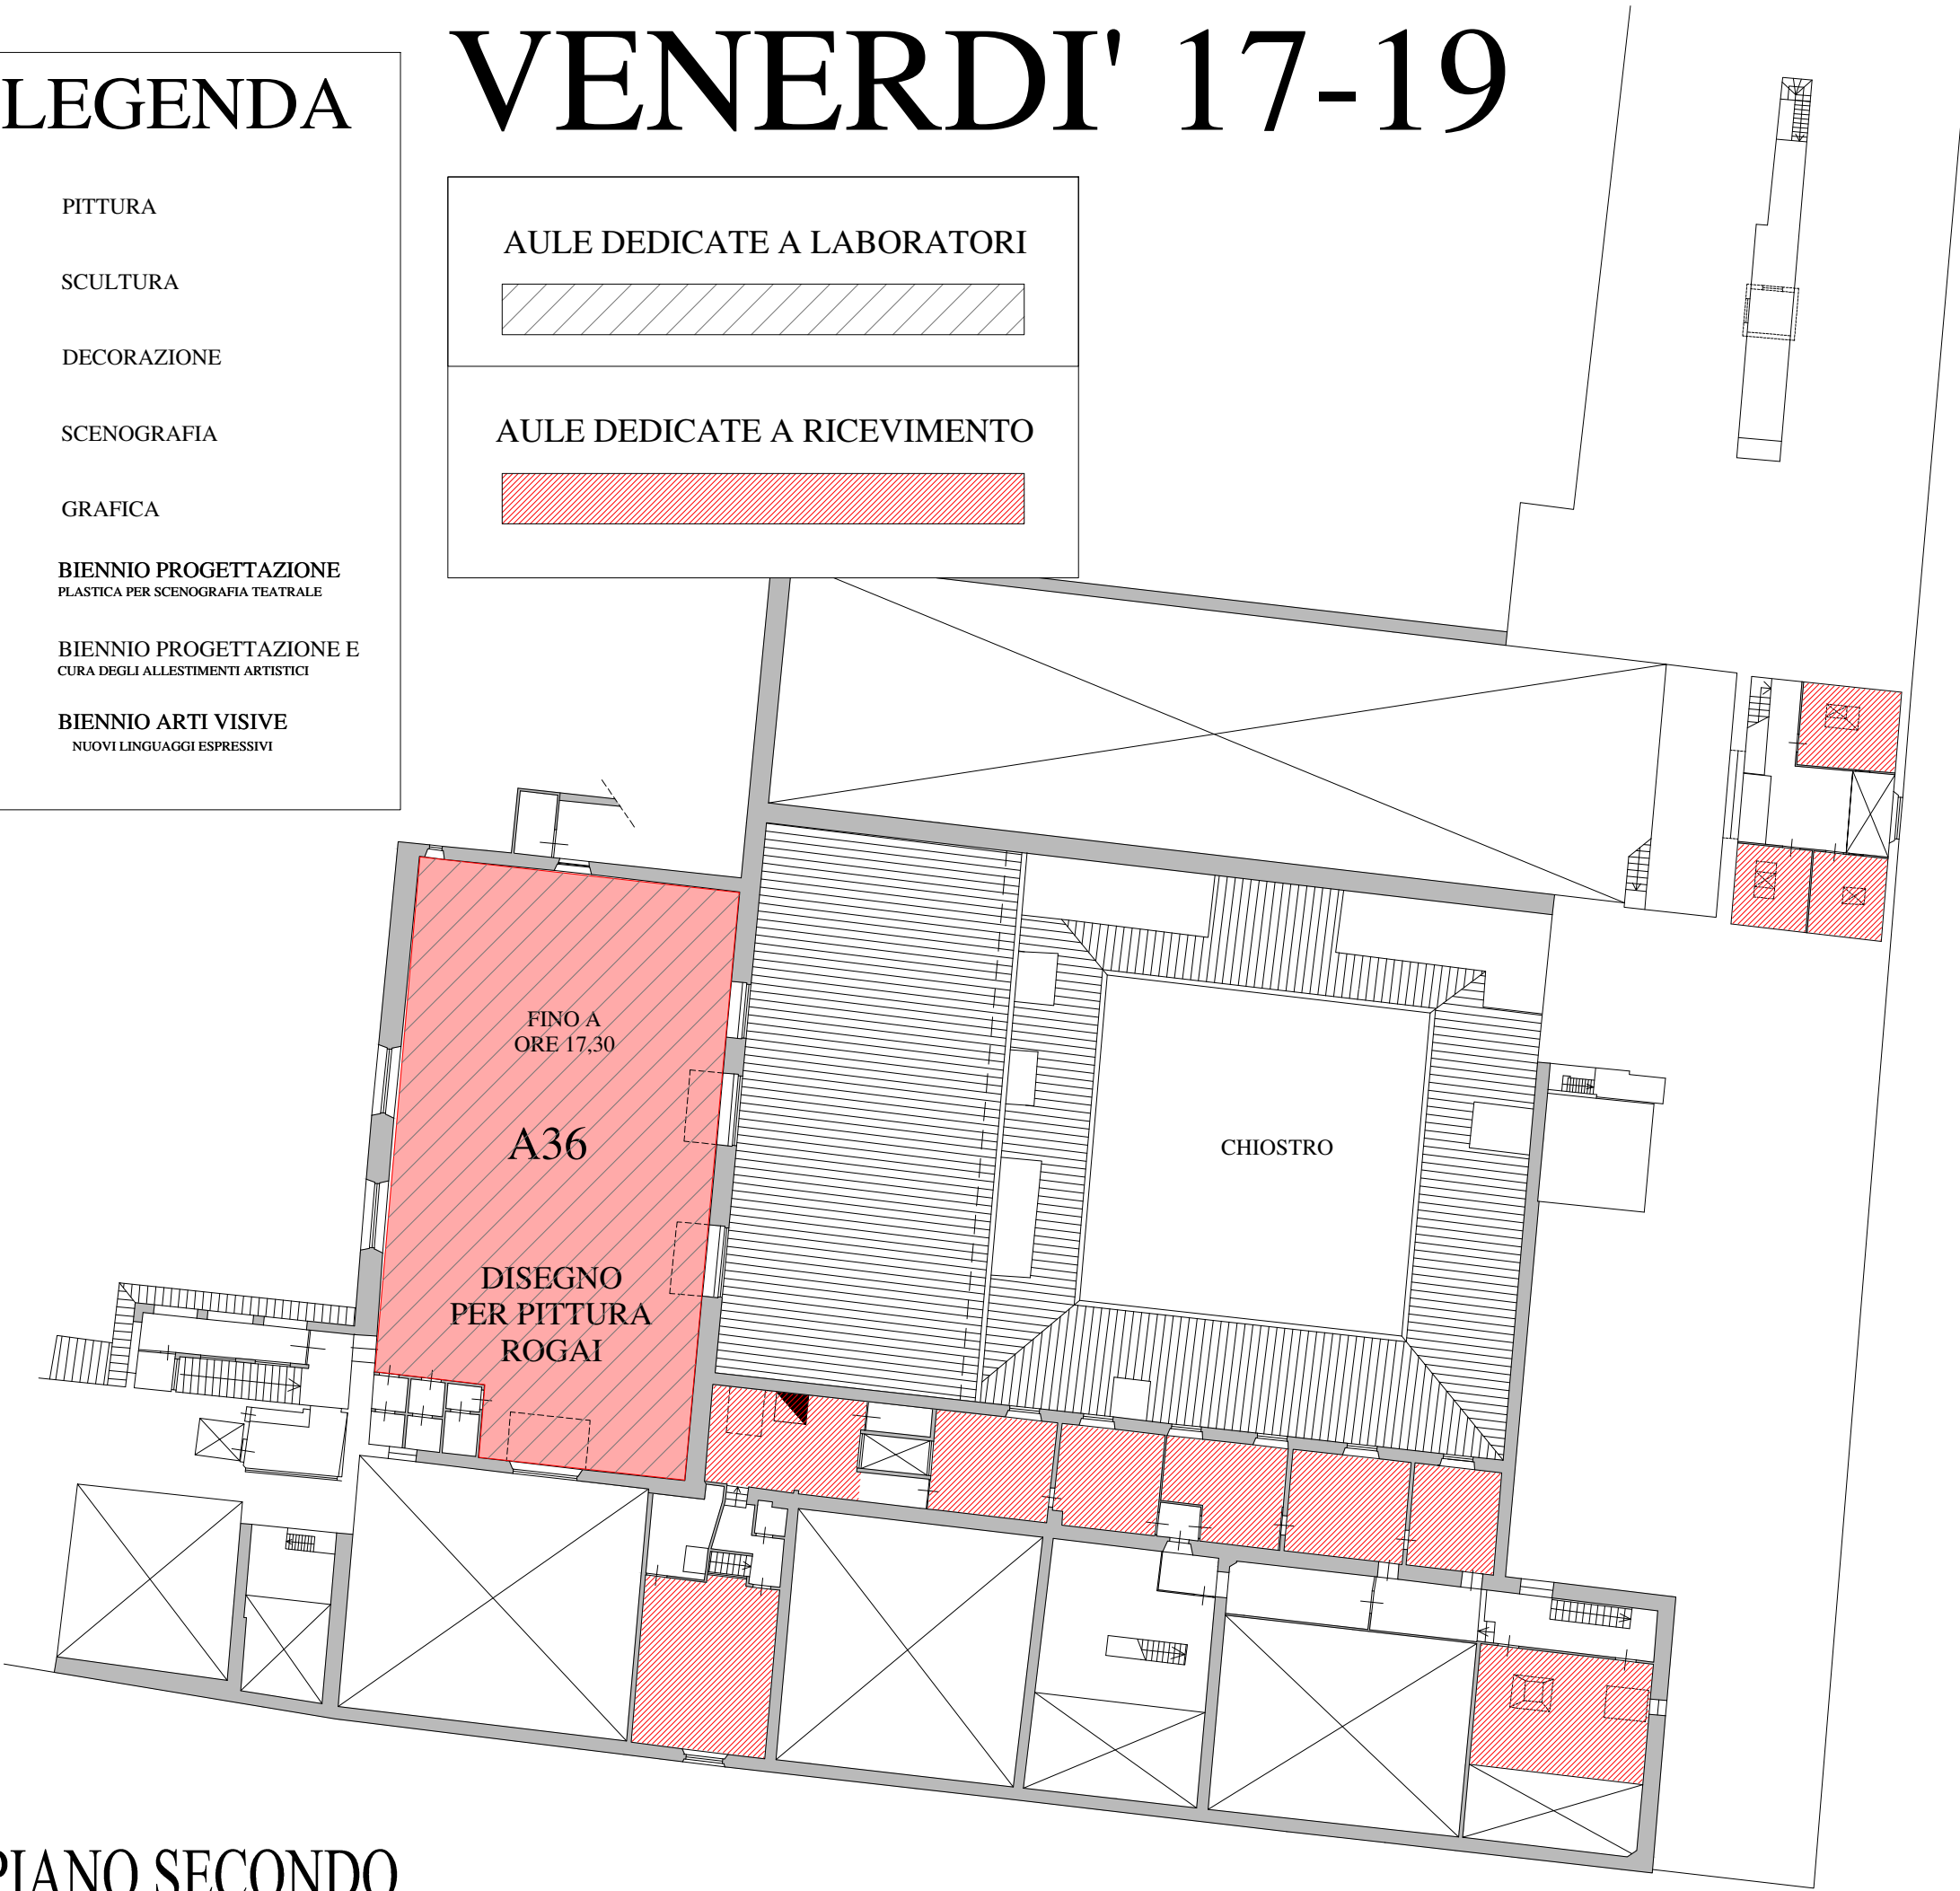 VENERDI' 17-19
LEGENDA
PITTURA
SCULTURA
DECORAZIONE
SCENOGRAFIA
GRAFICA
BIENNIO PROGETTAZIONE
PLASTICA PER SCENOGRAFIA TEATRALE
BIENNIO PROGETTAZIONE E
CURA DEGLI ALLESTIMENTI ARTISTICI
BIENNIO ARTI VISIVE
NUOVI LINGUAGGI ESPRESSIVI
AULE DEDICATE A LABORATORI
AULE DEDICATE A RICEVIMENTO
FINO A
ORE 17,30
A36
DISEGNO
PER PITTURA
ROGAI
CHIOSTRO
PIANO SECONDO